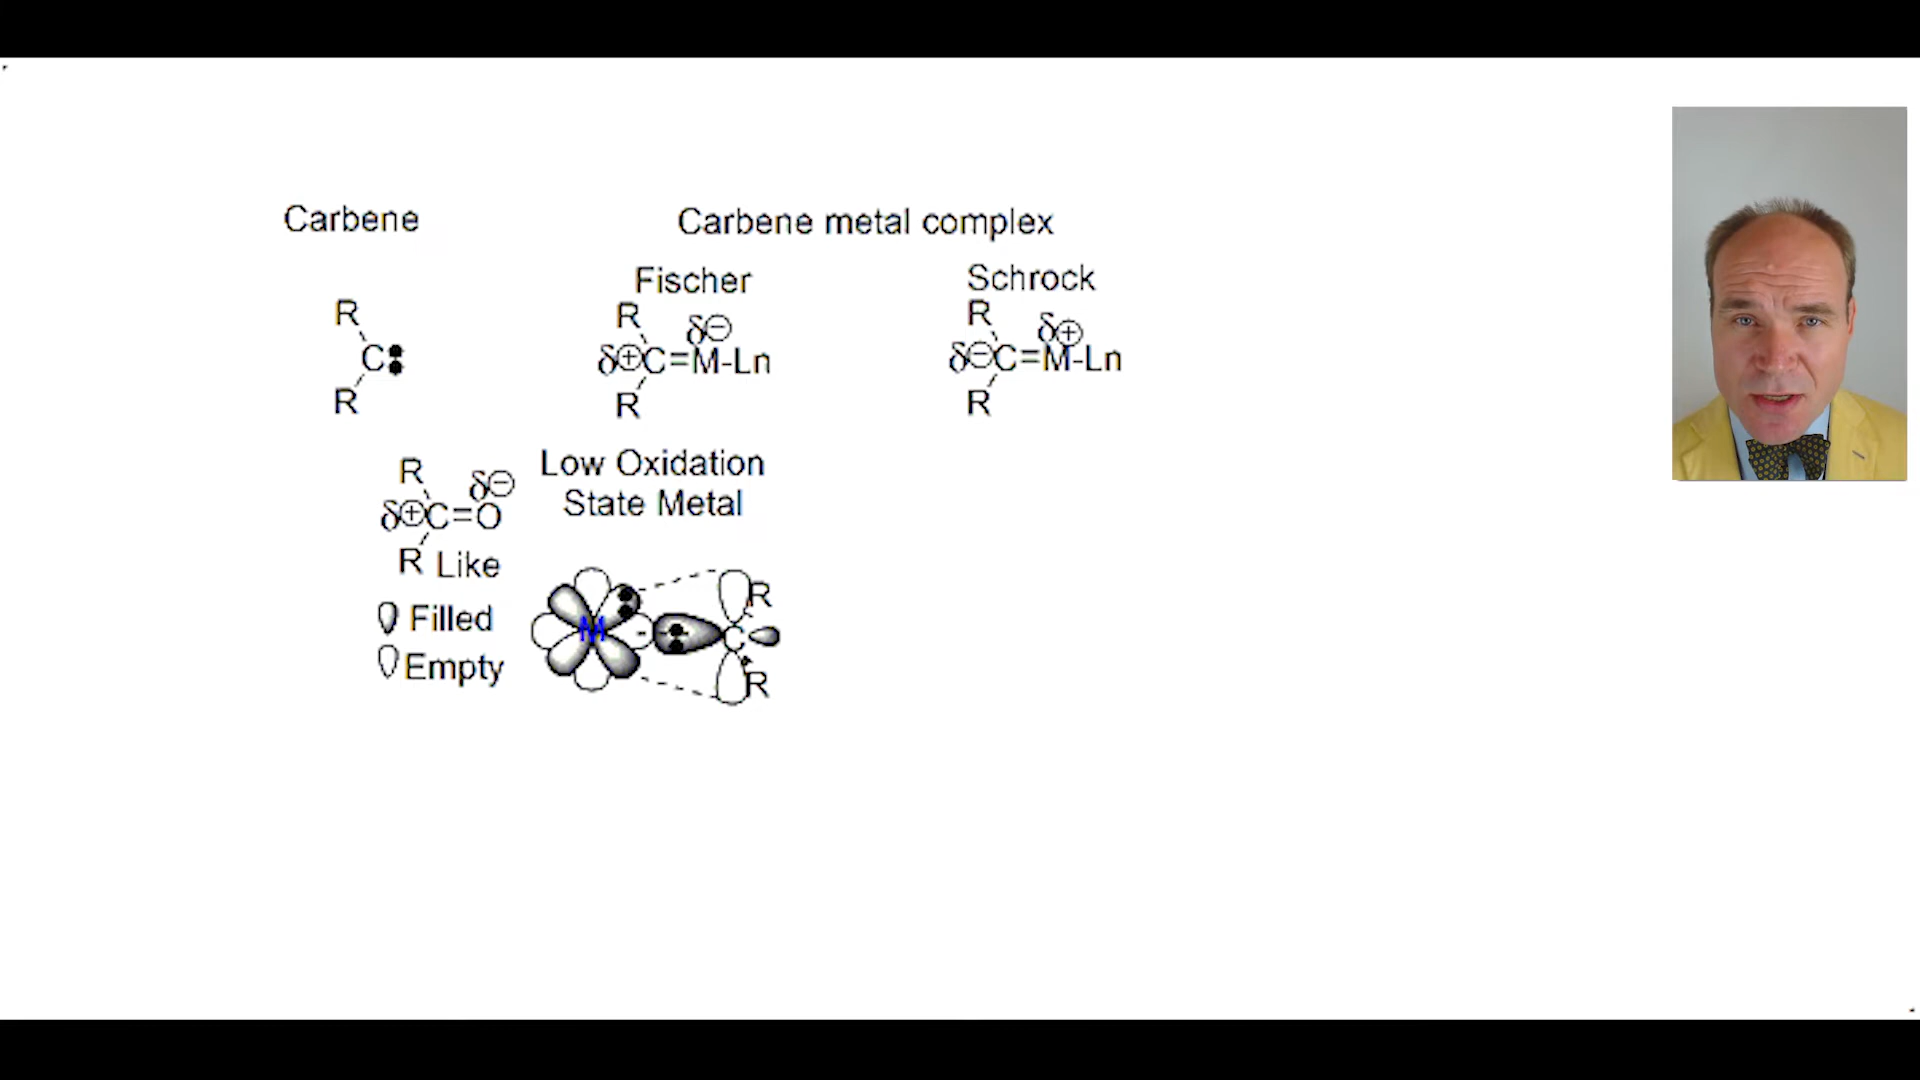 Carbene
Carbene metal complex
Fischer
Schrock
R
C
R
R
δ⊕C=M-Ln
δ⊖
R
R
δ⊖C=M-Ln
δ⊕
R
R
δ⊕C=O
δ⊖
R Like
Low Oxidation
State Metal
Filled
Empty
M
C
R
R